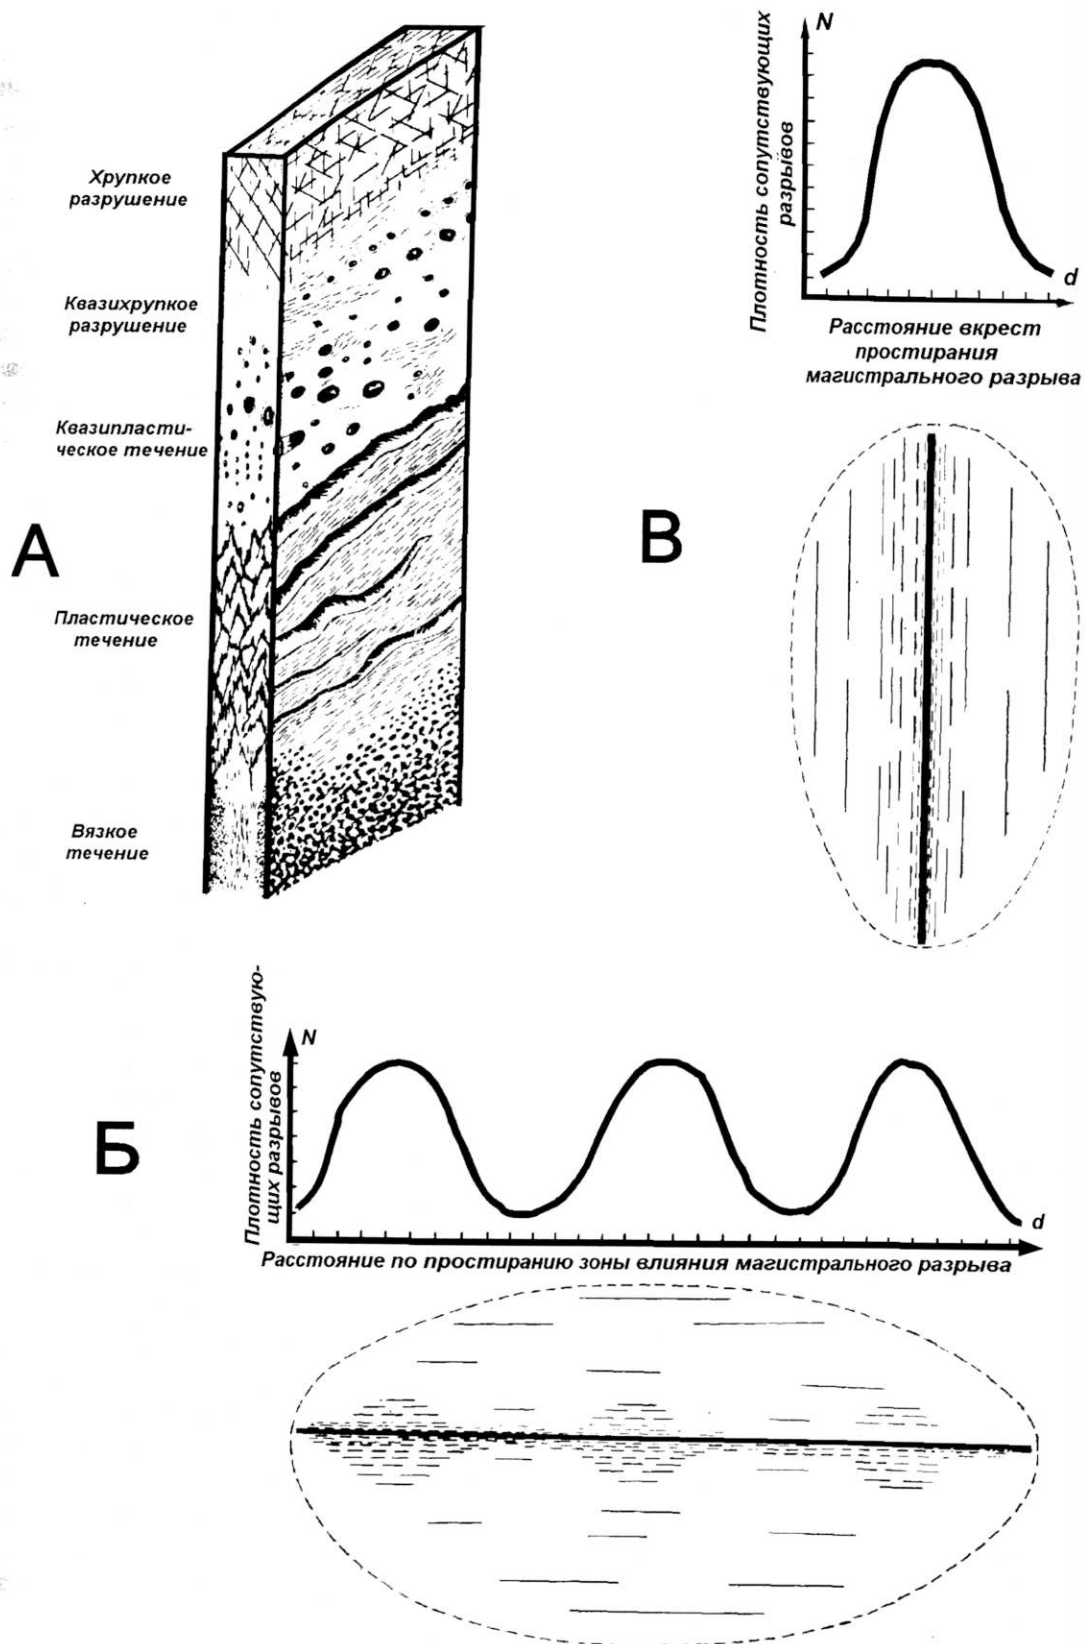 Хрупкое
разрушение
Квазихрупкое
разрушение
Квазипласти-
ческое течение
А
Пластическое
течение
Вязкое
течение
N
Плотность сопутствующих
разрывов
d
Расстояние вкрест
простирания
магистрального разрыва
В
N
Плотность сопутствую-
щих разрывов
d
Расстояние по простиранию зоны влияния магистрального разрыва
Б